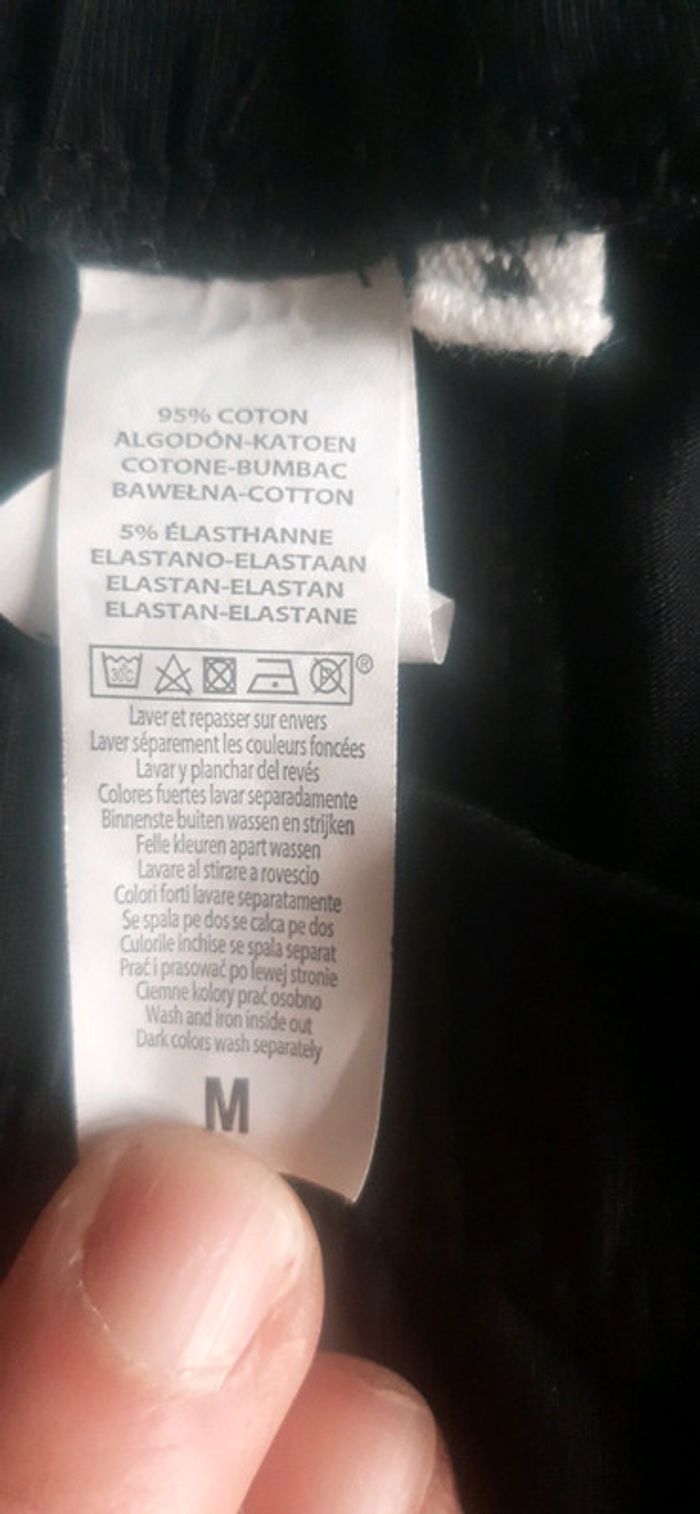 95% COTON
ALGODÓN-KATOEN
COTONE-BUMBAC
BAWEŁNA-COTTON
5% ÉLASTHANNE
ELASTANO-ELASTAAN
ELASTAN-ELASTAN
ELASTAN-ELASTANE
30°C P ®
Laver et repasser sur envers
Laver séparement les couleurs foncées
Lavar y planchar del revés
Colores fuertes lavar separadamente
Binnenste buiten wassen en strijken
Felle kleuren apart wassen
Lavare al stirare a rovescio
Colori forti lavare separatamente
Se spala pe dos se calca pe dos
Culorile inchise se spala separat
Prać i prasować po lewej stronie
Ciemne kolory prać osobno
Wash and iron inside out
Dark colors wash separately
M